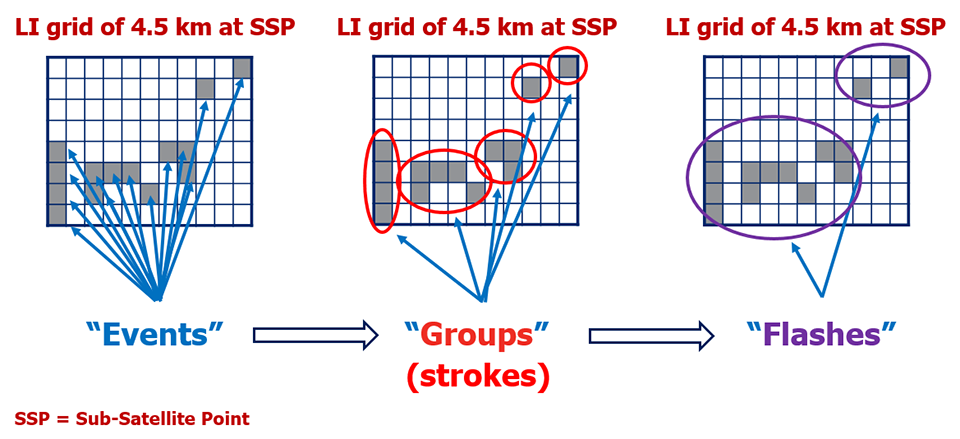 LI grid of 4.5 km at SSP
LI grid of 4.5 km at SSP
LI grid of 4.5 km at SSP
“Events”
“Groups”
(strokes)
“Flashes”
SSP = Sub-Satellite Point